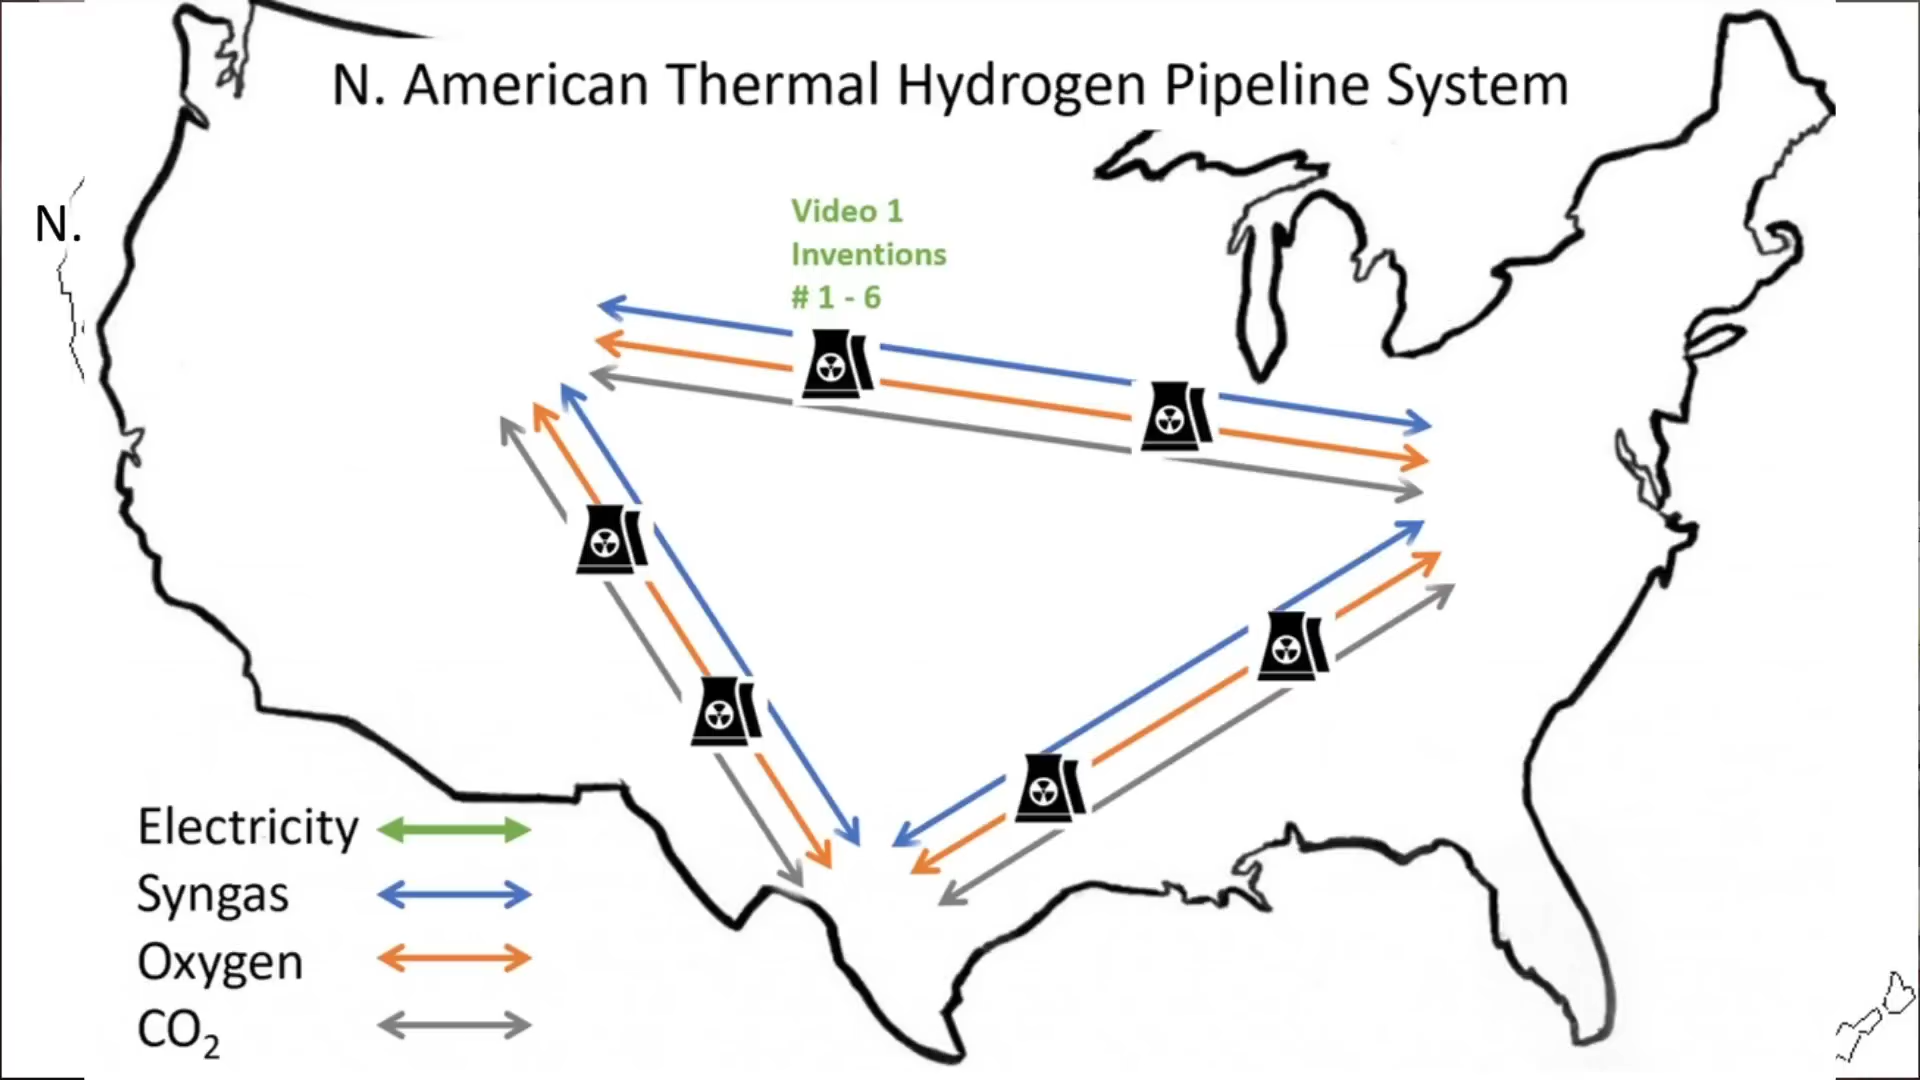 N. American Thermal Hydrogen Pipeline System
N.
Video 1
Inventions
# 1 - 6
Electricity
Syngas
Oxygen
CO₂